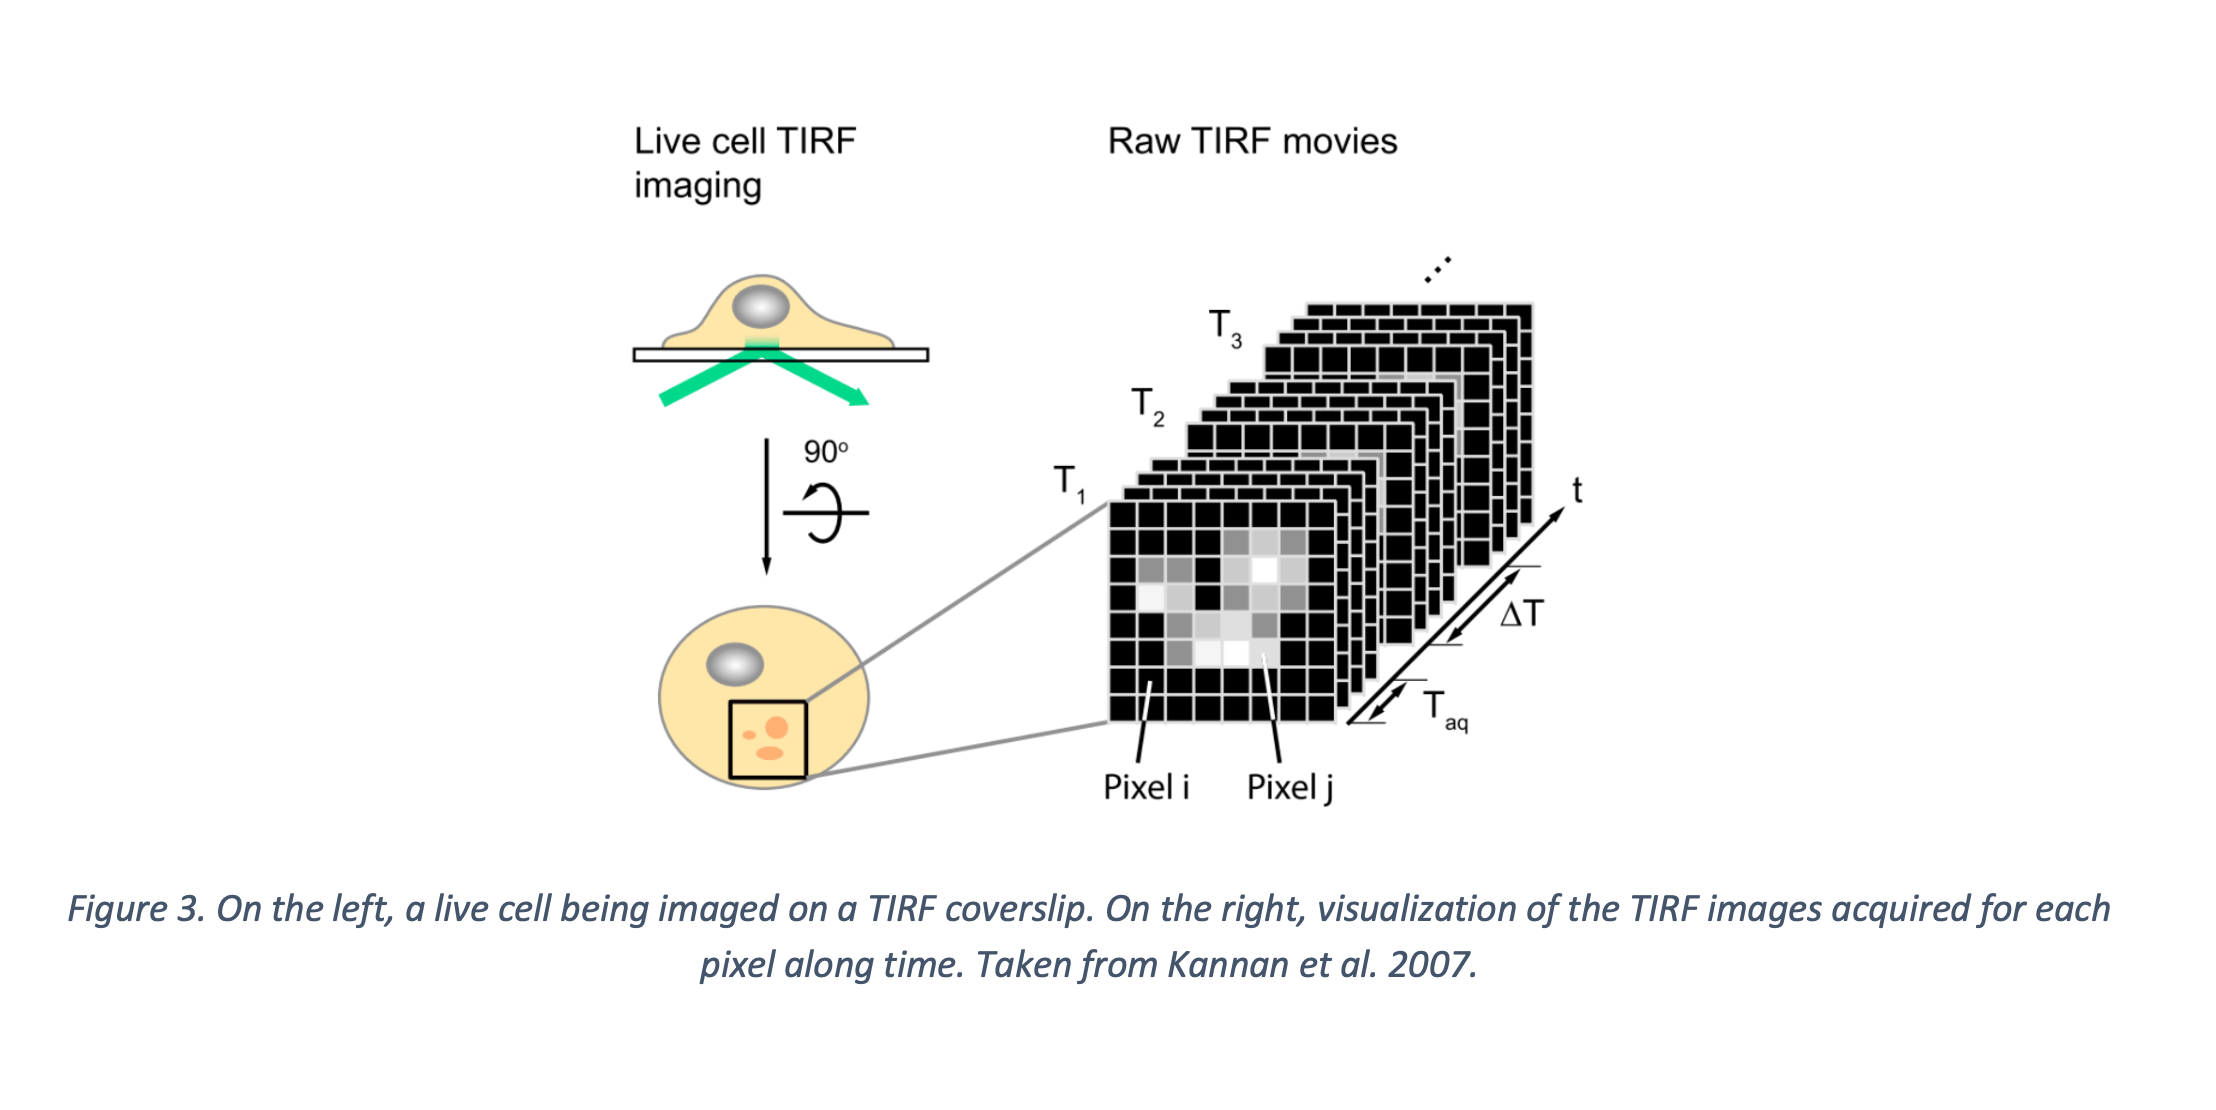 Live cell TIRF
imaging
Raw TIRF movies
90°
T1
T2
T3
t
ΔT
Taq
Pixel i
Pixel j
Figure 3. On the left, a live cell being imaged on a TIRF coverslip. On the right, visualization of the TIRF images acquired for each
pixel along time. Taken from Kannan et al. 2007.